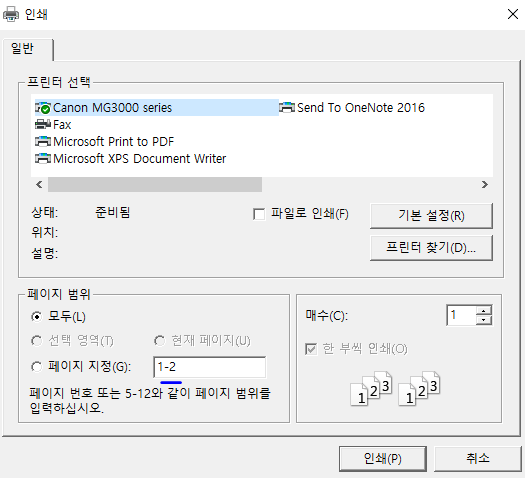 인쇄
일반
프린터 선택
Canon MG3000 series
Send To OneNote 2016
Fax
Microsoft Print to PDF
Microsoft XPS Document Writer
상태: 준비됨
파일로 인쇄(F)
기본 설정(R)
위치:
설명:
프린터 찾기(D)...
페이지 범위
모두(L)
선택 영역(T)
현재 페이지(U)
페이지 지정(G): 1-2
페이지 번호 또는 5-12와 같이 페이지 범위를
입력하십시오.
매수(C): 1
한 부씩 인쇄(O)
1 2 3 1 2 3
인쇄(P)
취소